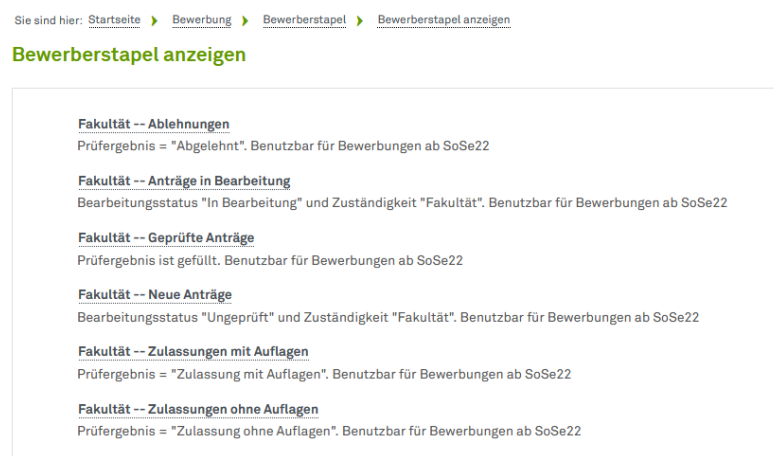 Sie sind hier: Startseite Bewerbung Bewerberstapel Bewerberstapel anzeigen
Bewerberstapel anzeigen
Fakultät -- Ablehnungen
Prüfergebnis = "Abgelehnt". Benutzbar für Bewerbungen ab SoSe22
Fakultät -- Anträge in Bearbeitung
Bearbeitungsstatus "In Bearbeitung" und Zuständigkeit "Fakultät". Benutzbar für Bewerbungen ab SoSe22
Fakultät -- Geprüfte Anträge
Prüfergebnis ist gefüllt. Benutzbar für Bewerbungen ab SoSe22
Fakultät -- Neue Anträge
Bearbeitungsstatus "Ungeprüft" und Zuständigkeit "Fakultät". Benutzbar für Bewerbungen ab SoSe22
Fakultät -- Zulassungen mit Auflagen
Prüfergebnis = "Zulassung mit Auflagen". Benutzbar für Bewerbungen ab SoSe22
Fakultät -- Zulassungen ohne Auflagen
Prüfergebnis = "Zulassung ohne Auflagen". Benutzbar für Bewerbungen ab SoSe22